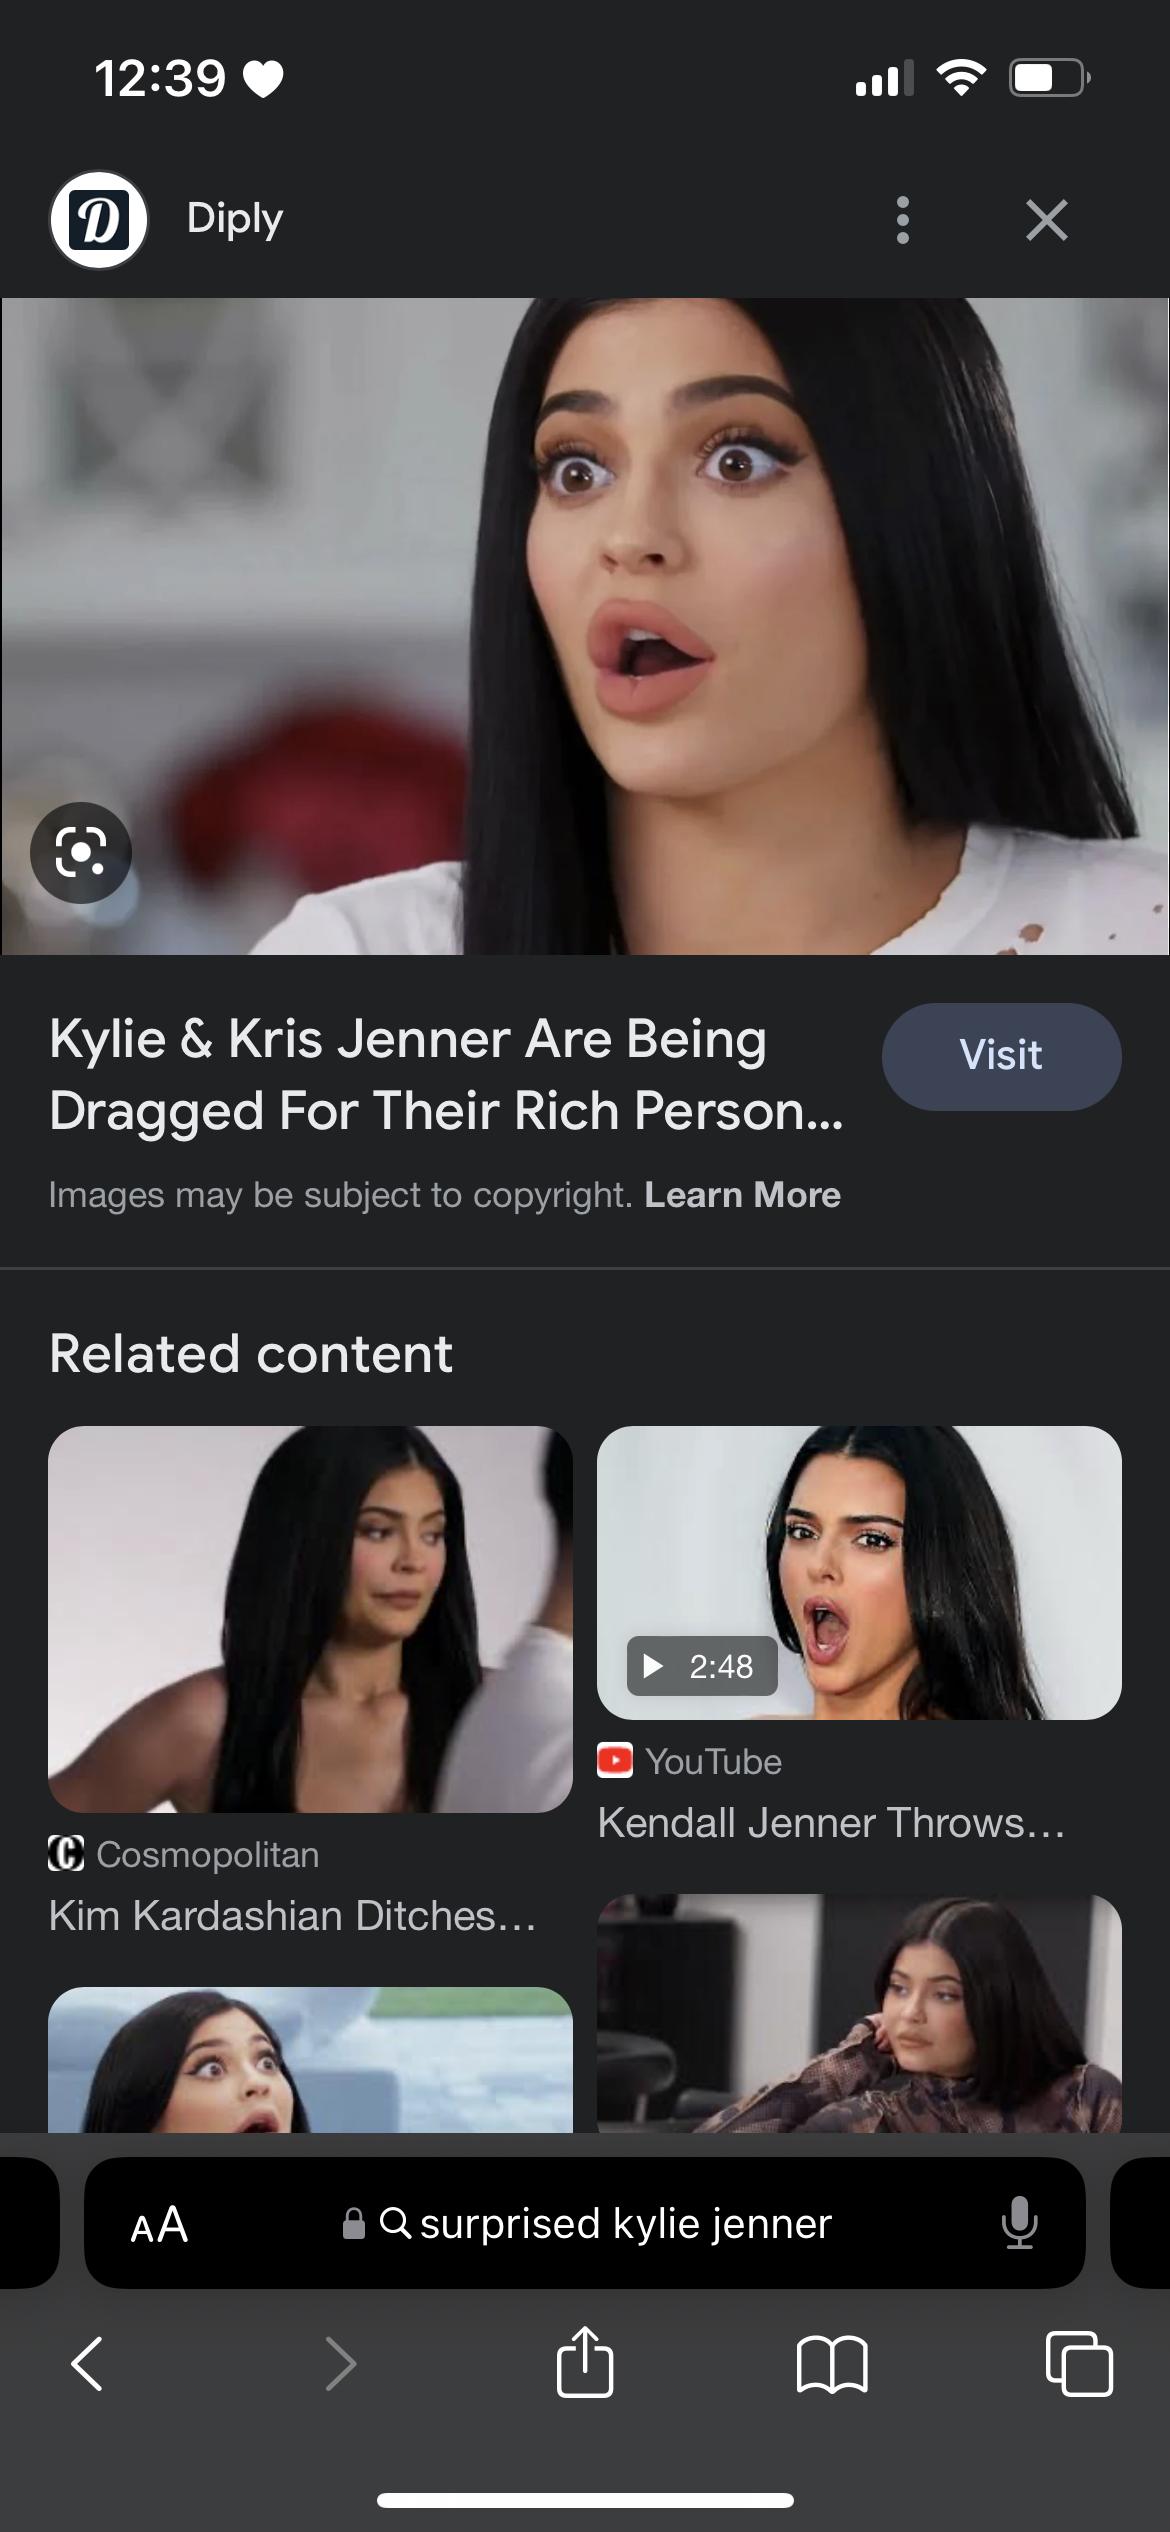 12:39
D
Diply
Kylie & Kris Jenner Are Being
Dragged For Their Rich Person...
Visit
Images may be subject to copyright. Learn More
Related content
C Cosmopolitan
Kim Kardashian Ditches...
2:48
YouTube
Kendall Jenner Throws...
AA surprised kylie jenner